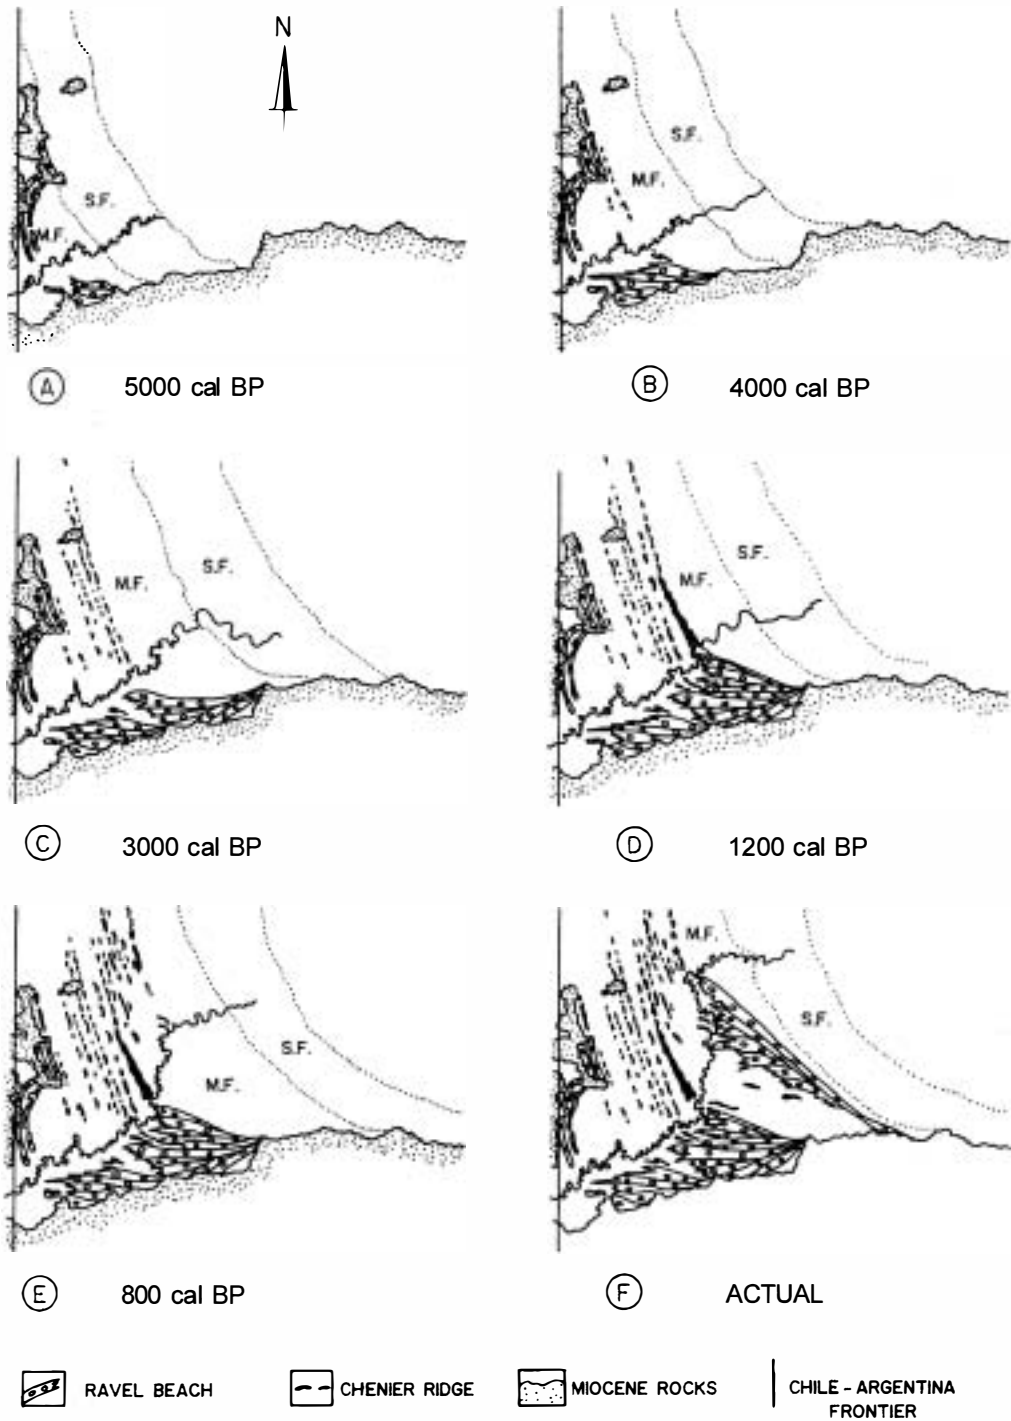 N
S.F.
M.F.
A 5000 cal BP
S.F.
M.F.
B 4000 cal BP
M.F.
S.F.
C 3000 cal BP
S.F.
M.F.
D 1200 cal BP
S.F.
M.F.
E 800 cal BP
M.F.
S.F.
F ACTUAL
RAVEL BEACH
CHENIER RIDGE
MIOCENE ROCKS
CHILE - ARGENTINA
FRONTIER